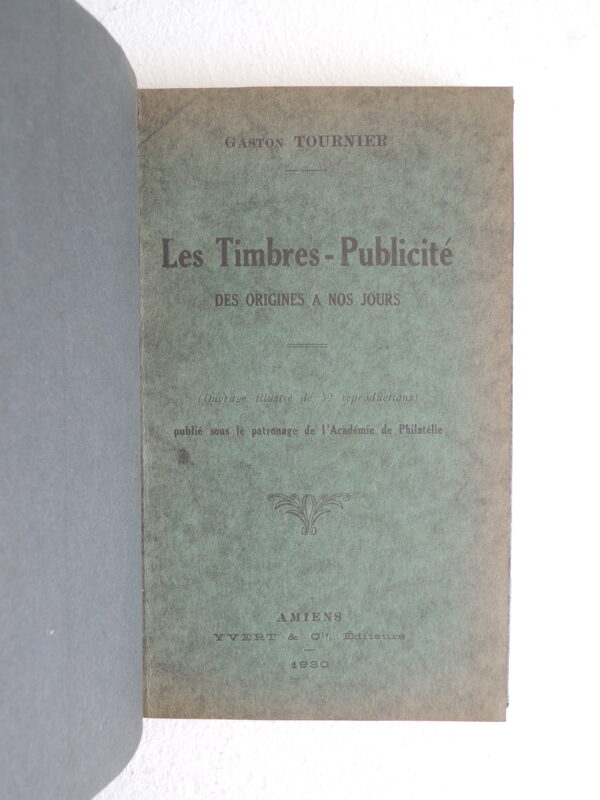 GASTON TOURNIER
Les Timbres-Publicité
DES ORIGINES A NOS JOURS
(Ouvrage illustré de 52 reproductions)
publié sous le patronage de l'Académie de Philatélie
AMIENS
YVERT & Cie, Éditeurs
1930